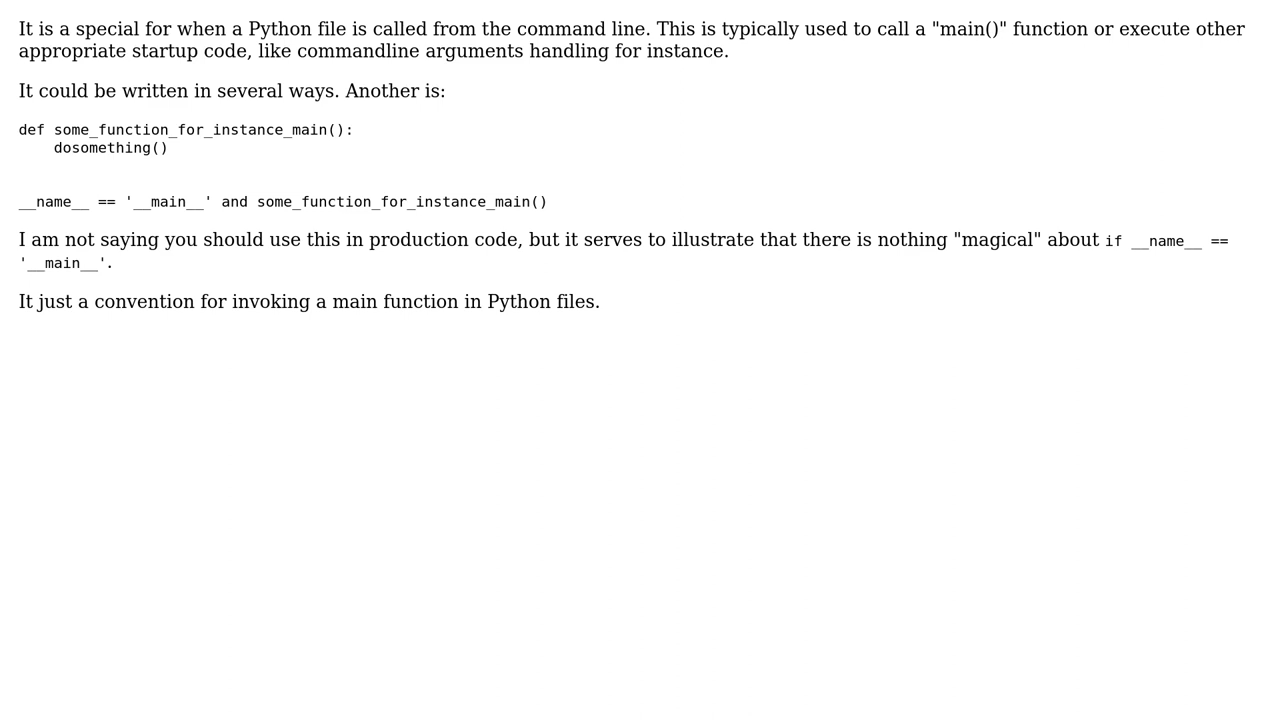 It is a special for when a Python file is called from the command line. This is typically used to call a "main()" function or execute other
appropriate startup code, like commandline arguments handling for instance.
It could be written in several ways. Another is:
def some_function_for_instance_main():
    dosomething()
__name__ == '__main__' and some_function_for_instance_main()
I am not saying you should use this in production code, but it serves to illustrate that there is nothing "magical" about if __name__ ==
'__main__'.
It just a convention for invoking a main function in Python files.